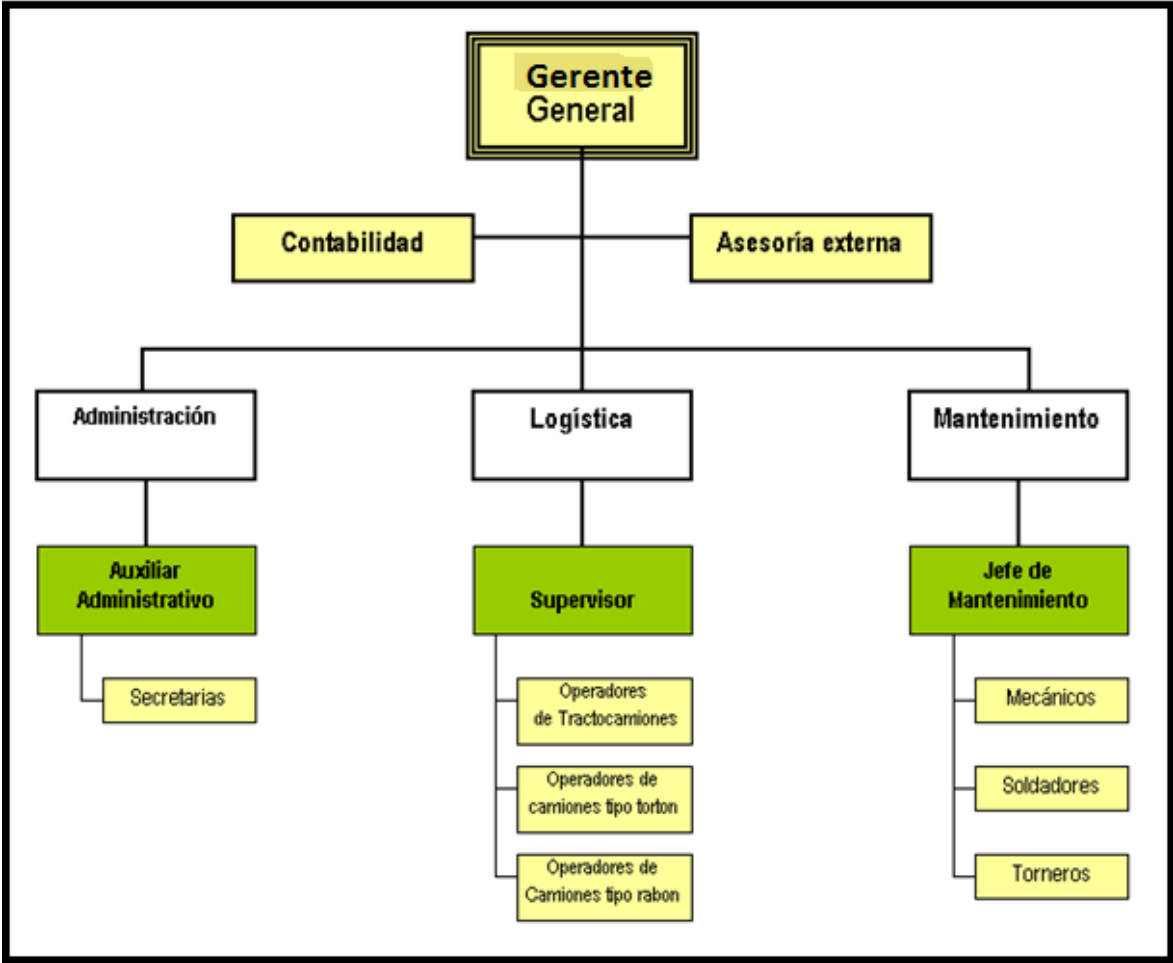 Gerente
General
Contabilidad
Asesoría externa
Administración
Logística
Mantenimiento
Auxiliar
Administrativo
Supervisor
Jefe de
Mantenimiento
Secretarias
Operadores
de Tractocamiones
Operadores de
camiones tipo torton
Operadores de
Camiones tipo rabon
Mecánicos
Soldadores
Torneros